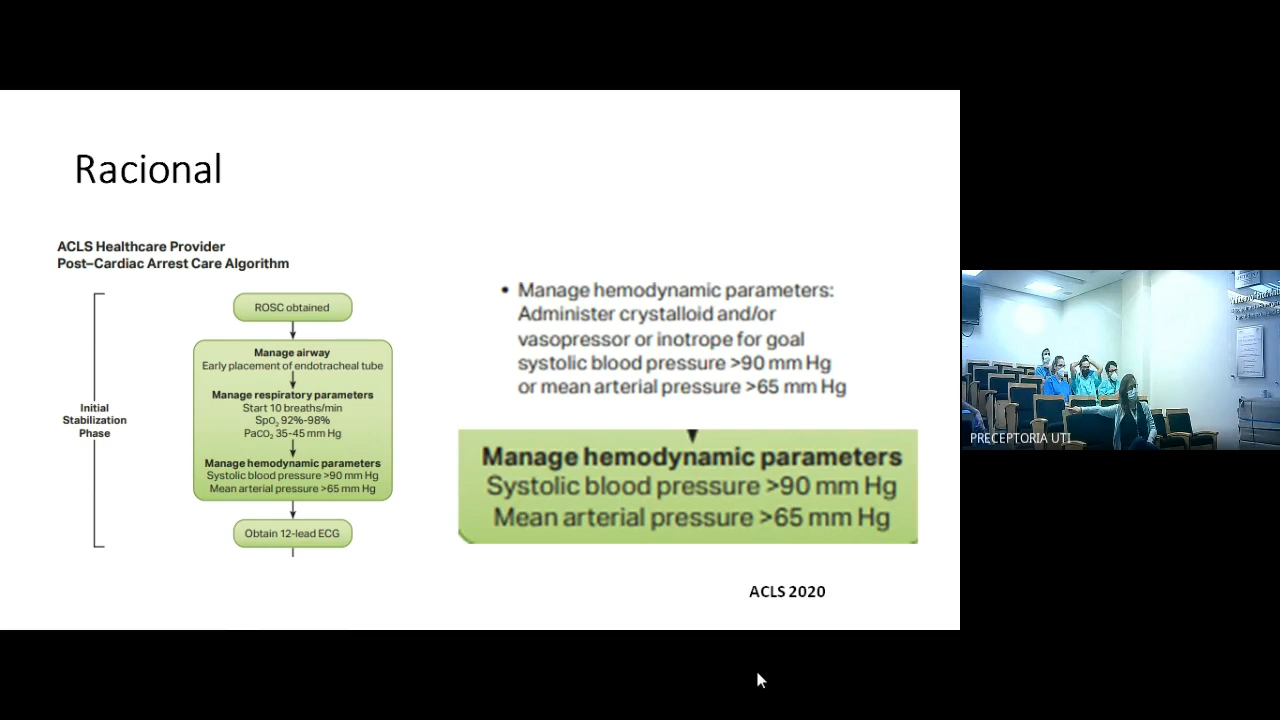 Racional
ACLS Healthcare Provider
Post–Cardiac Arrest Care Algorithm
Initial
Stabilization
Phase
ROSC obtained
Manage airway
Early placement of endotracheal tube
Manage respiratory parameters
Start 10 breaths/min
SpO₂ 92%-98%
PaCO₂ 35-45 mm Hg
Manage hemodynamic parameters
Systolic blood pressure >90 mm Hg
Mean arterial pressure >65 mm Hg
Obtain 12-lead ECG
• Manage hemodynamic parameters:
Administer crystalloid and/or
vasopressor or inotrope for goal
systolic blood pressure >90 mm Hg
or mean arterial pressure >65 mm Hg
Manage hemodynamic parameters
Systolic blood pressure >90 mm Hg
Mean arterial pressure >65 mm Hg
ACLS 2020
PRECEPTORIA UTI